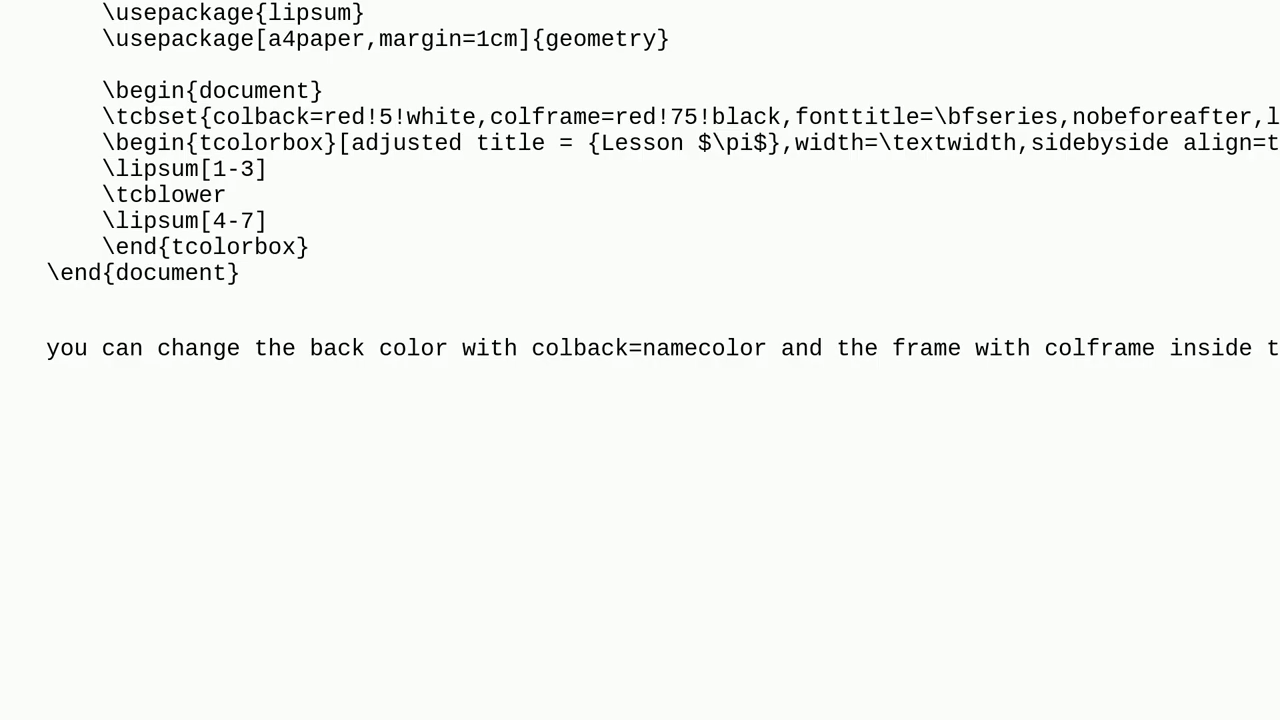 \usepackage{lipsum}
\usepackage[a4paper,margin=1cm]{geometry}
\begin{document}
\tcbset{colback=red!5!white,colframe=red!75!black,fonttitle=\bfseries,nobeforeafter,l
\begin{tcolorbox}[adjusted title = {Lesson $\pi$},width=\textwidth,sidebyside align=t
\lipsum[1-3]
\tcblower
\lipsum[4-7]
\end{tcolorbox}
\end{document}
you can change the back color with colback=namecolor and the frame with colframe inside t